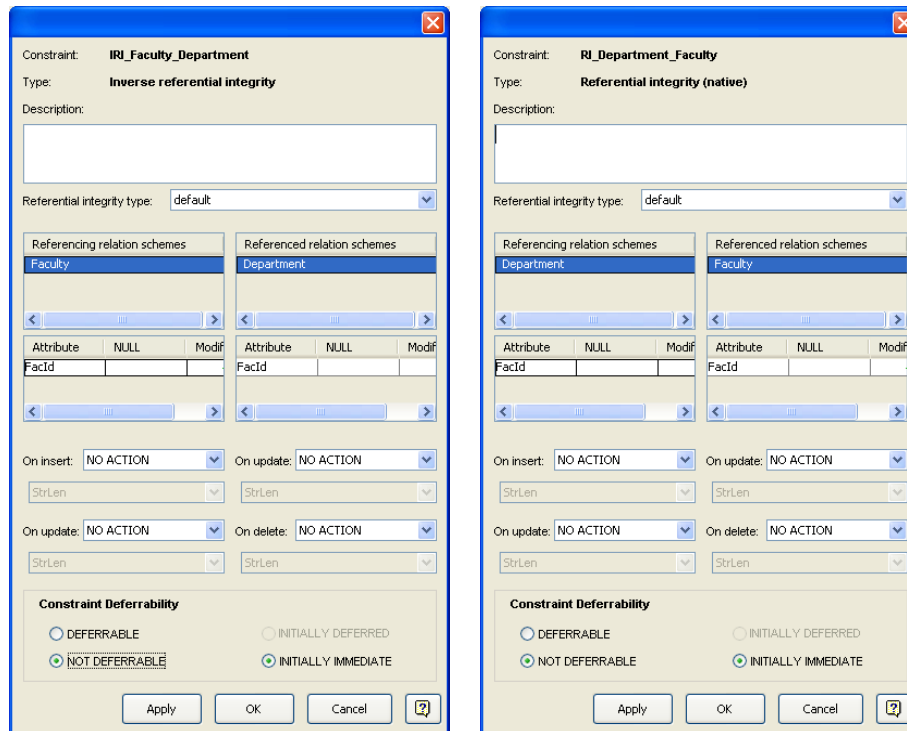 Constraint: IRI_Faculty_Department
Type: Inverse referential integrity
Description:
Referential integrity type: default
Referencing relation schemes Referenced relation schemes
Faculty Department
Attribute NULL Modif Attribute NULL Modif
FacId FacId
On insert: NO ACTION On update: NO ACTION
StrLen StrLen
On update: NO ACTION On delete: NO ACTION
StrLen StrLen
Constraint Deferrability
DEFERRABLE INITIALLY DEFERRED
NOT DEFERRABLE INITIALLY IMMEDIATE
Apply OK Cancel ?
Constraint: RI_Department_Faculty
Type: Referential integrity (native)
Description:
Referential integrity type: default
Referencing relation schemes Referenced relation schemes
Department Faculty
Attribute NULL Modif Attribute NULL Modif
FacId FacId
On insert: NO ACTION On update: NO ACTION
StrLen StrLen
On update: NO ACTION On delete: NO ACTION
StrLen StrLen
Constraint Deferrability
DEFERRABLE INITIALLY DEFERRED
NOT DEFERRABLE INITIALLY IMMEDIATE
Apply OK Cancel ?